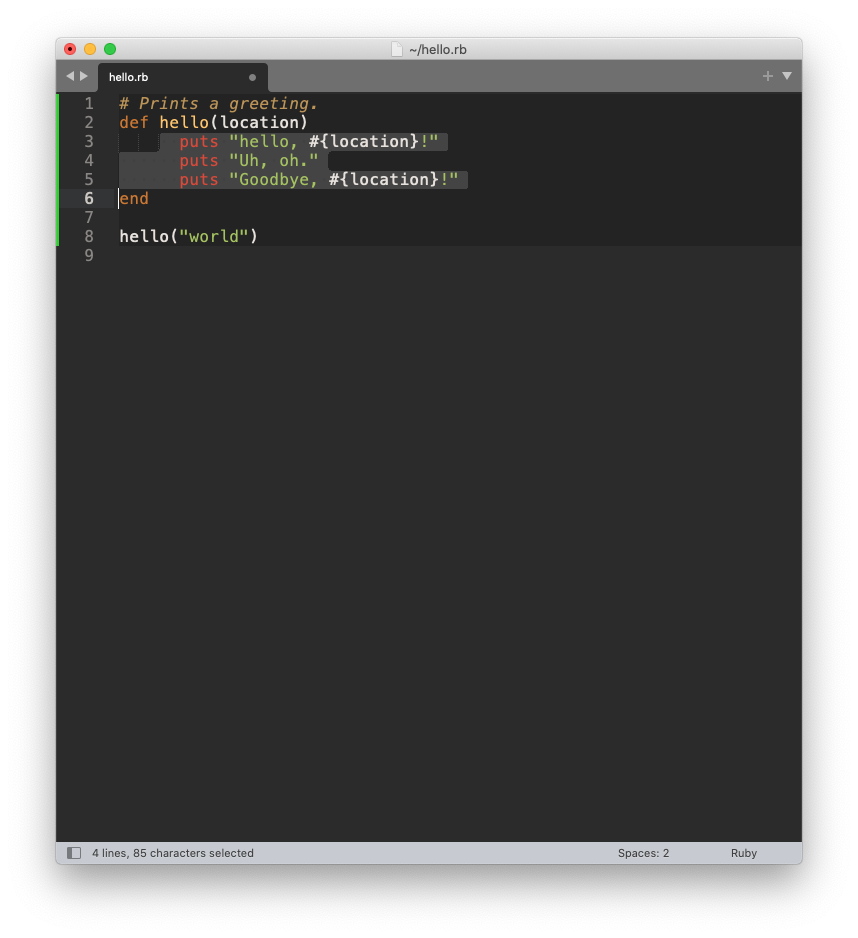 ~/hello.rb
hello.rb
1 # Prints a greeting.
2 def hello(location)
3       puts "hello, #{location}!"
4       puts "Uh, oh."
5       puts "Goodbye, #{location}!"
6 end
7
8 hello("world")
9
4 lines, 85 characters selected Spaces: 2 Ruby